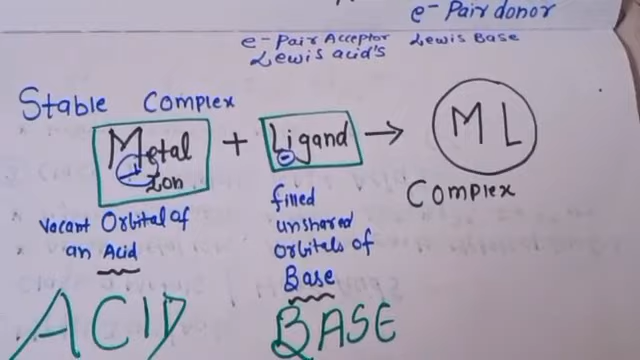 e- Pair donor
e- Pair Acceptor Lewis Base
Lewis acid's
Stable Complex
Metal Ion + Ligand → ML
+ -
Complex
vacant Orbital of
an Acid
filled
unshared
orbitals of
Base
ACID BASE